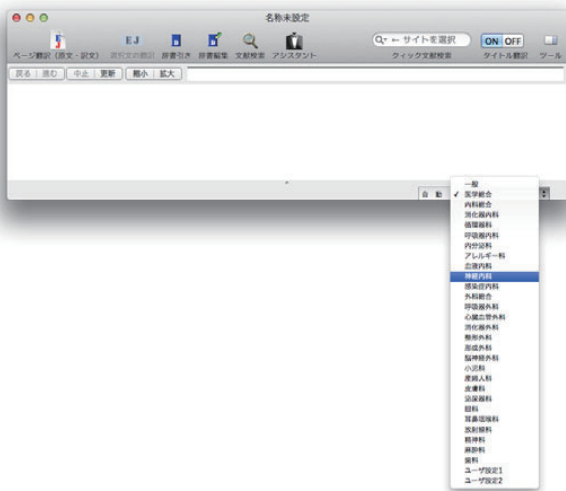 名称未設定
ページ翻訳(原文・訳文) 選択文の翻訳 辞書引き 辞書編集 文献検索 アシスタント クィック文献検索 タイトル翻訳 ツール
EJ
← サイトを選択
ON OFF
戻る 進む 中止 更新 縮小 拡大
自 動
一般
✓ 医学総合
内科総合
消化器内科
循環器科
呼吸器内科
内分泌科
アレルギー科
血液内科
神経内科
感染症内科
外科総合
呼吸器外科
心臓血管外科
消化器外科
整形外科
形成外科
脳神経外科
小児科
産婦人科
皮膚科
泌尿器科
眼科
耳鼻咽喉科
放射線科
精神科
麻酔科
歯科
ユーザ設定1
ユーザ設定2